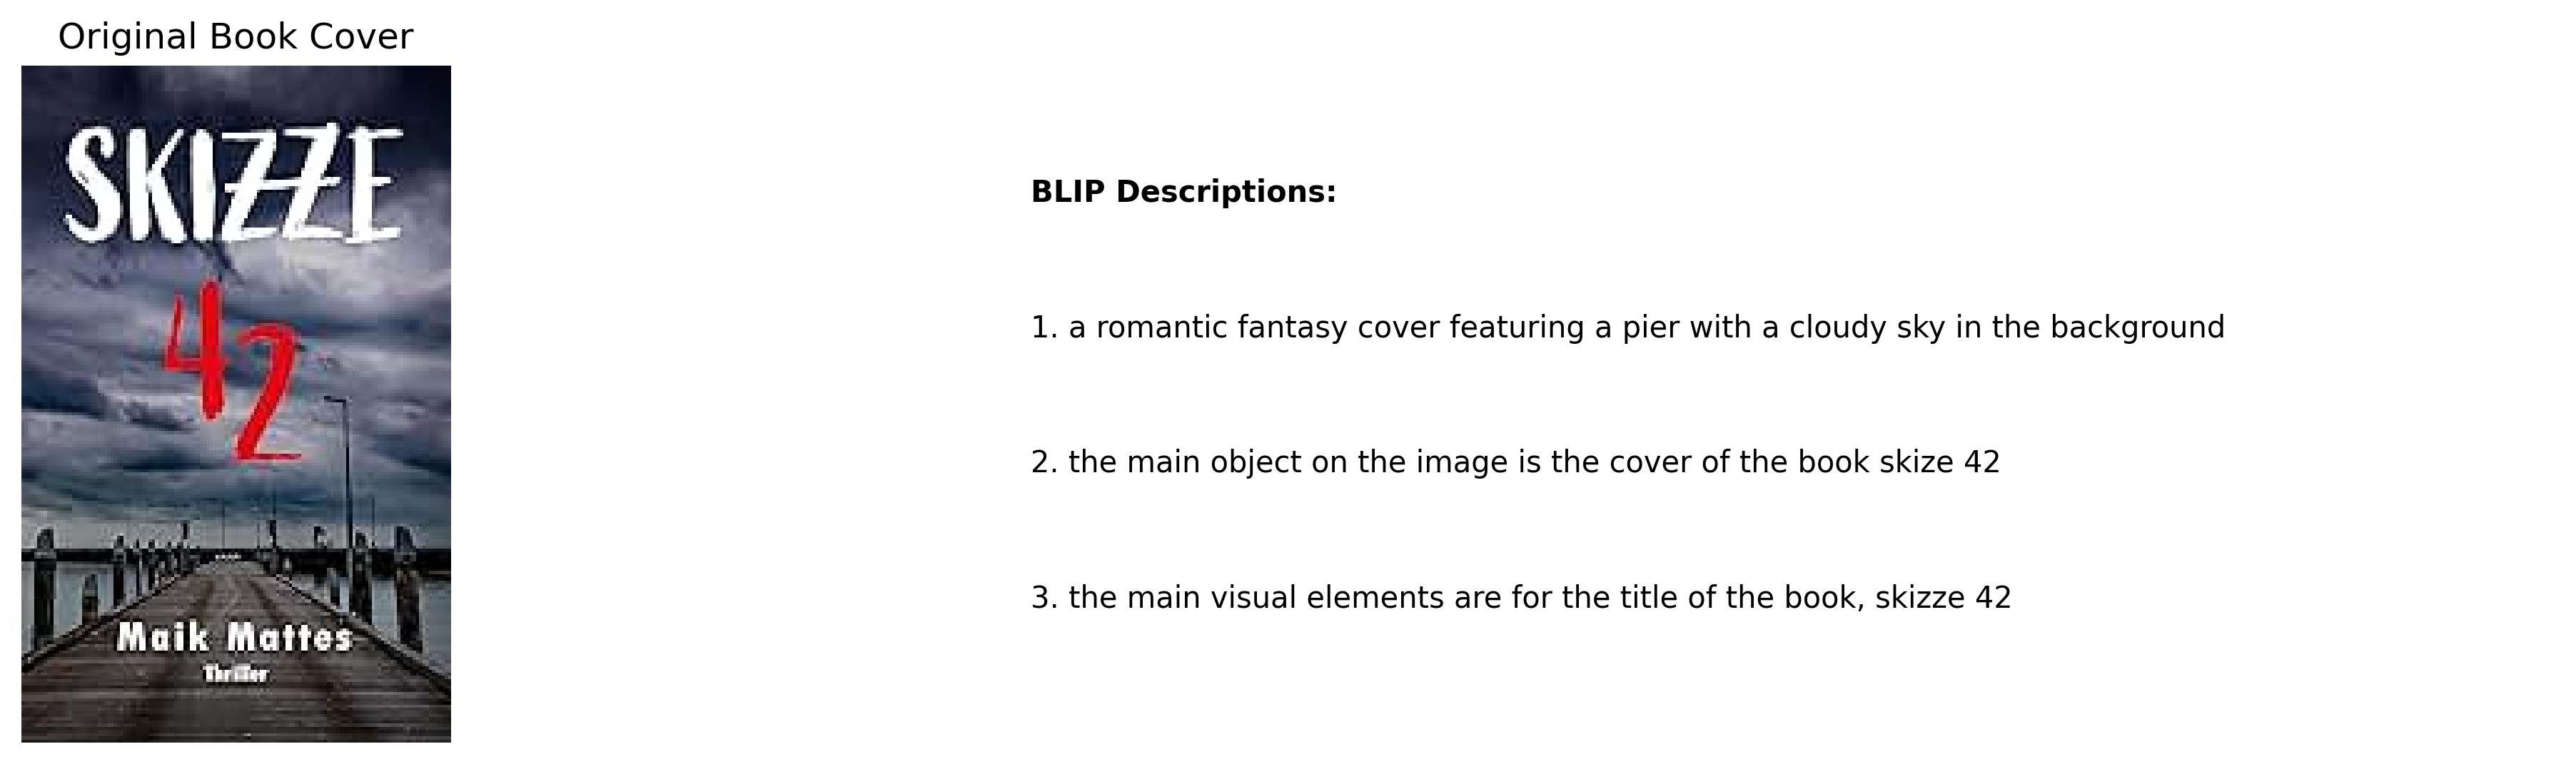 Original Book Cover
SKIZZE
42
Maik Mattes
Thriller
BLIP Descriptions:
1. a romantic fantasy cover featuring a pier with a cloudy sky in the background
2. the main object on the image is the cover of the book skize 42
3. the main visual elements are for the title of the book, skizze 42